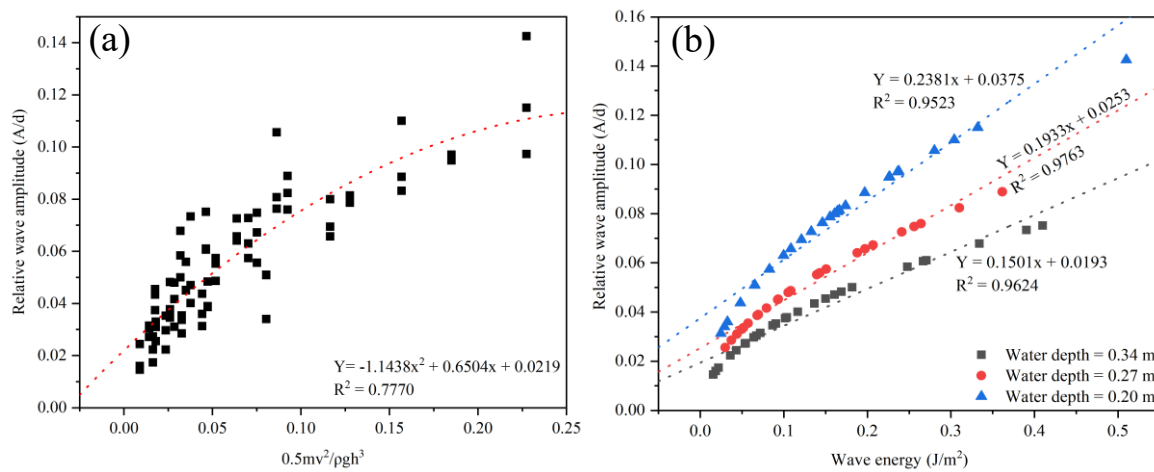 (a)
Relative wave amplitude (A/d)
0.14
0.12
0.10
0.08
0.06
0.04
0.02
0.00
Y= -1.1438x² + 0.6504x + 0.0219
R² = 0.7770
0.00 0.05 0.10 0.15 0.20 0.25
0.5mv²/ρgh³
(b)
Relative wave amplitude (A/d)
0.16
0.14
0.12
0.10
0.08
0.06
0.04
0.02
0.00
Y = 0.2381x + 0.0375
R² = 0.9523
Y = 0.1933x + 0.0253
R² = 0.9763
Y = 0.1501x + 0.0193
R² = 0.9624
Water depth = 0.34 m
Water depth = 0.27 m
Water depth = 0.20 m
0.0 0.1 0.2 0.3 0.4 0.5
Wave energy (J/m²)